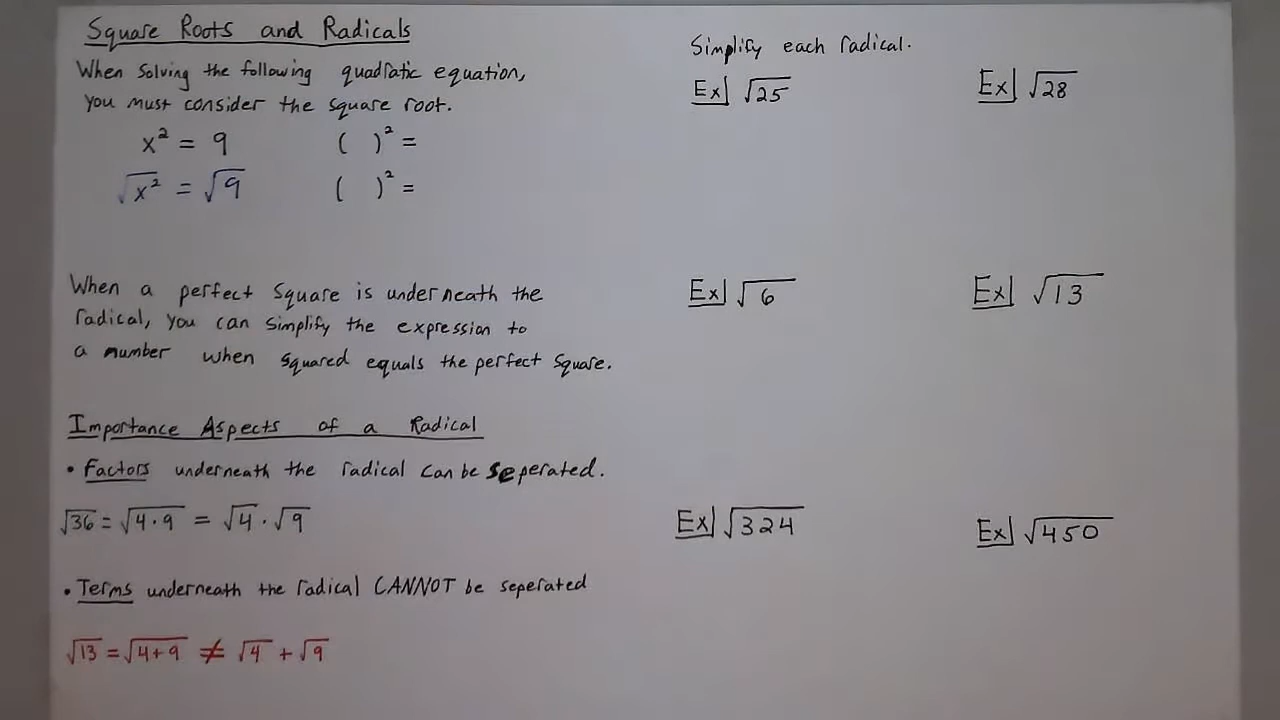 Square Roots and Radicals
When solving the following quadratic equation,
you must consider the square root.
x² = 9 ( )² =
√x² = √9 ( )² =
When a perfect square is underneath the
radical, you can simplify the expression to
a number when squared equals the perfect square.
Importance Aspects of a Radical
• Factors underneath the radical can be seperated.
√36 = √4·9 = √4 · √9
• Terms underneath the radical CANNOT be seperated
√13 = √4+9 ≠ √4 + √9
Simplify each radical.
Ex| √25
Ex| √28
Ex| √6
Ex| √13
Ex| √324
Ex| √450